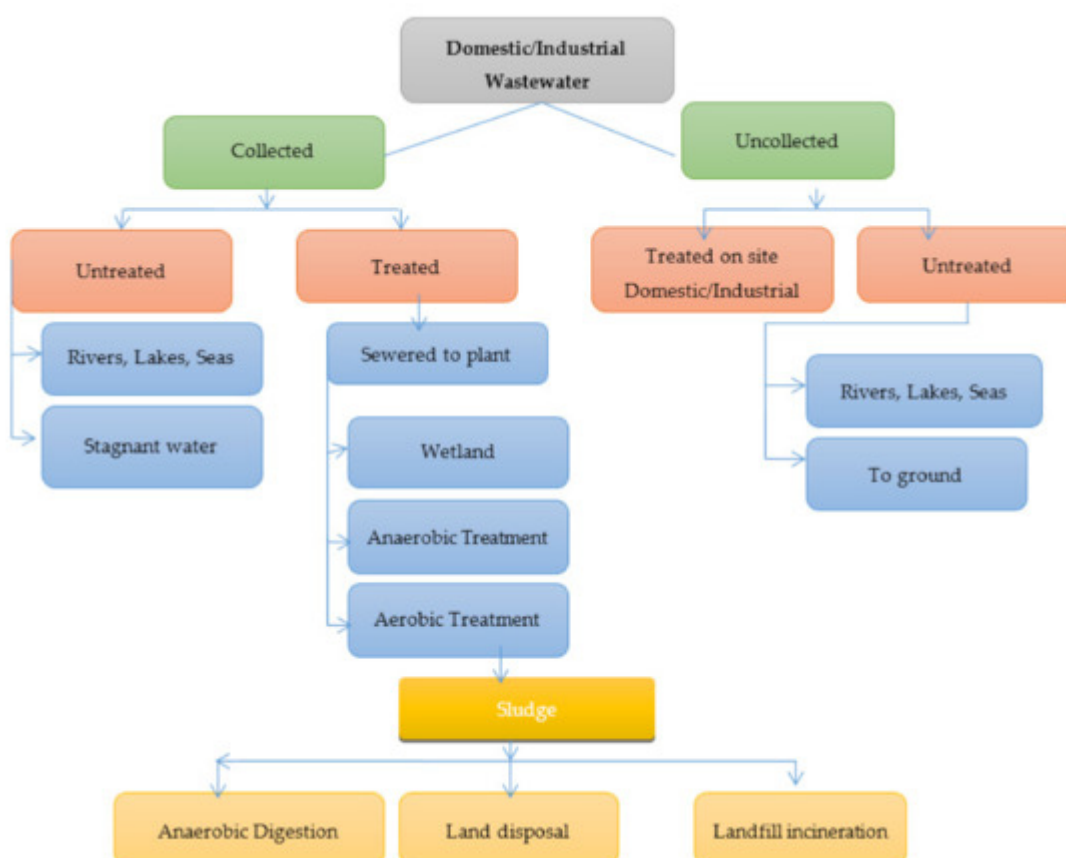 Domestic/Industrial
Wastewater
Collected
Uncollected
Untreated
Treated
Treated on site
Domestic/Industrial
Untreated
Rivers, Lakes, Seas
Sewered to plant
Rivers, Lakes, Seas
Stagnant water
Wetland
To ground
Anaerobic Treatment
Aerobic Treatment
Sludge
Anaerobic Digestion
Land disposal
Landfill incineration